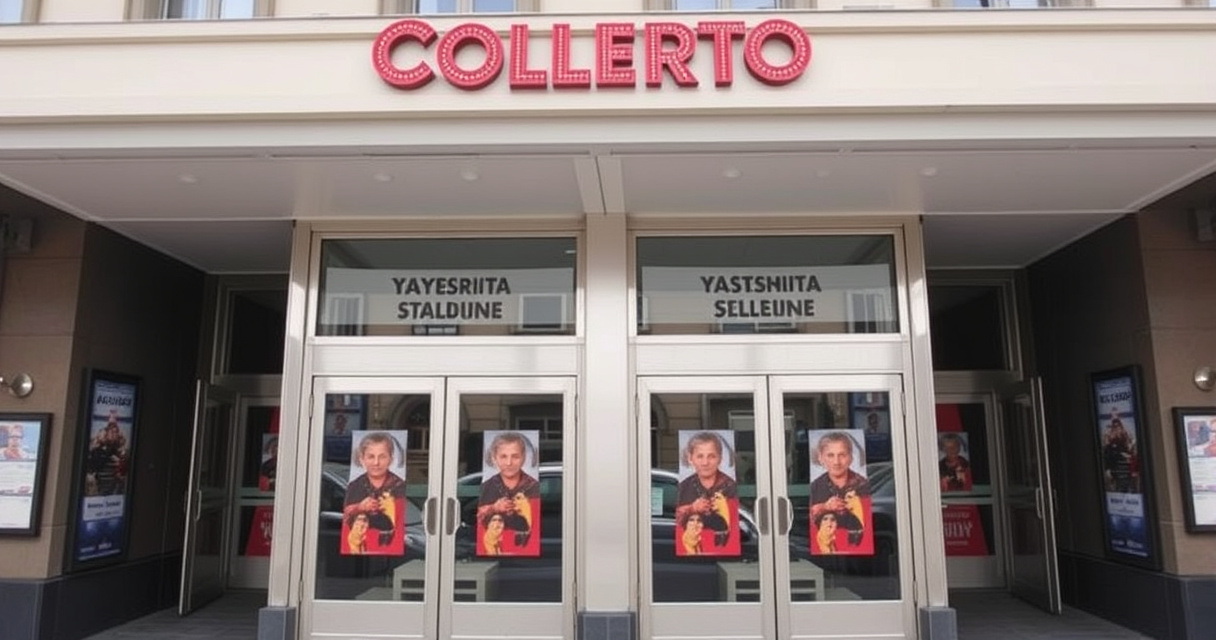 COLLERTO
YAYESRIITA
STALDUNE
YASTSHIITA
SELLEUNE